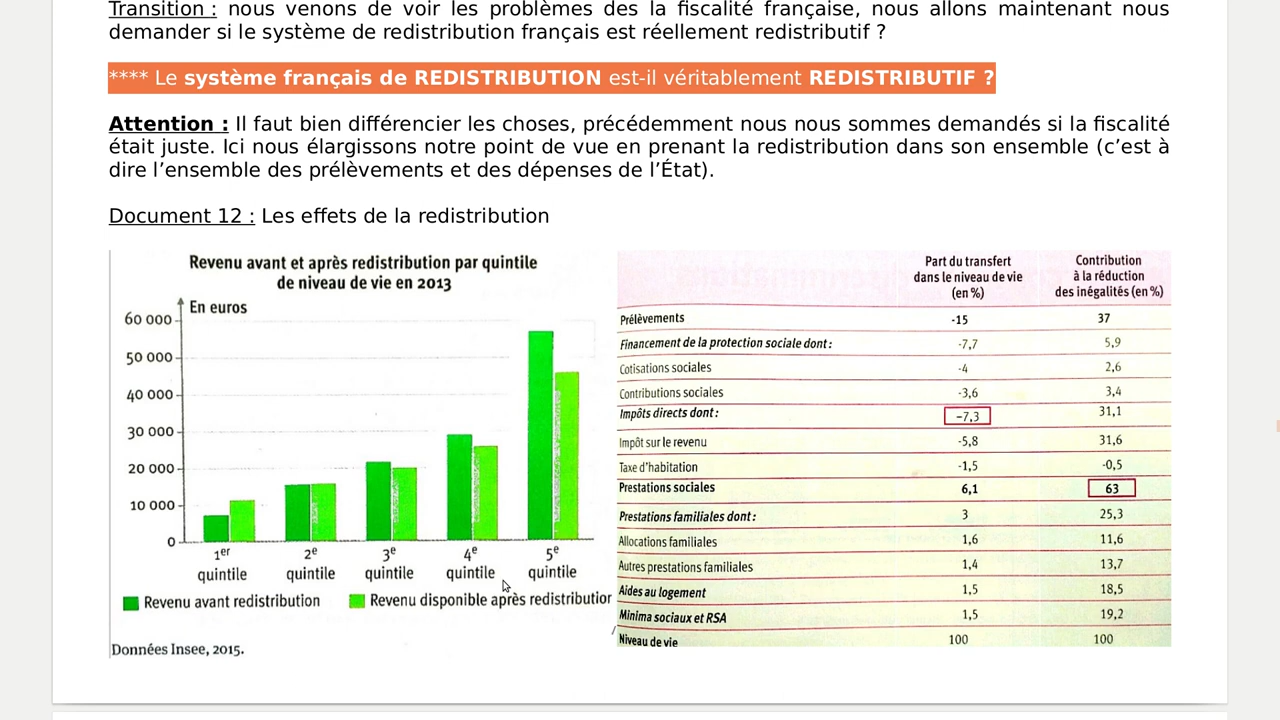 Transition : nous venons de voir les problèmes des la fiscalité française, nous allons maintenant nous
demander si le système de redistribution français est réellement redistributif ?
**** Le système français de REDISTRIBUTION est-il véritablement REDISTRIBUTIF ?
Attention : Il faut bien différencier les choses, précédemment nous nous sommes demandés si la fiscalité
était juste. Ici nous élargissons notre point de vue en prenant la redistribution dans son ensemble (c’est à
dire l’ensemble des prélèvements et des dépenses de l’État).
Document 12 : Les effets de la redistribution
Revenu avant et après redistribution par quintile
de niveau de vie en 2013
En euros
60 000
50 000
40 000
30 000
20 000
10 000
0
1er quintile
2e quintile
3e quintile
4e quintile
5e quintile
Revenu avant redistribution
Revenu disponible après redistribution
Données Insee, 2015.
Part du transfert
dans le niveau de vie
(en %)
Contribution
à la réduction
des inégalités (en %)
Prélèvements -15 37
Financement de la protection sociale dont : -7,7 5,9
Cotisations sociales -4 2,6
Contributions sociales -3,6 3,4
Impôts directs dont : -7,3 31,1
Impôt sur le revenu -5,8 31,6
Taxe d’habitation -1,5 -0,5
Prestations sociales 6,1 63
Prestations familiales dont : 3 25,3
Allocations familiales 1,6 11,6
Autres prestations familiales 1,4 13,7
Aides au logement 1,5 18,5
Minima sociaux et RSA 1,5 19,2
Niveau de vie 100 100